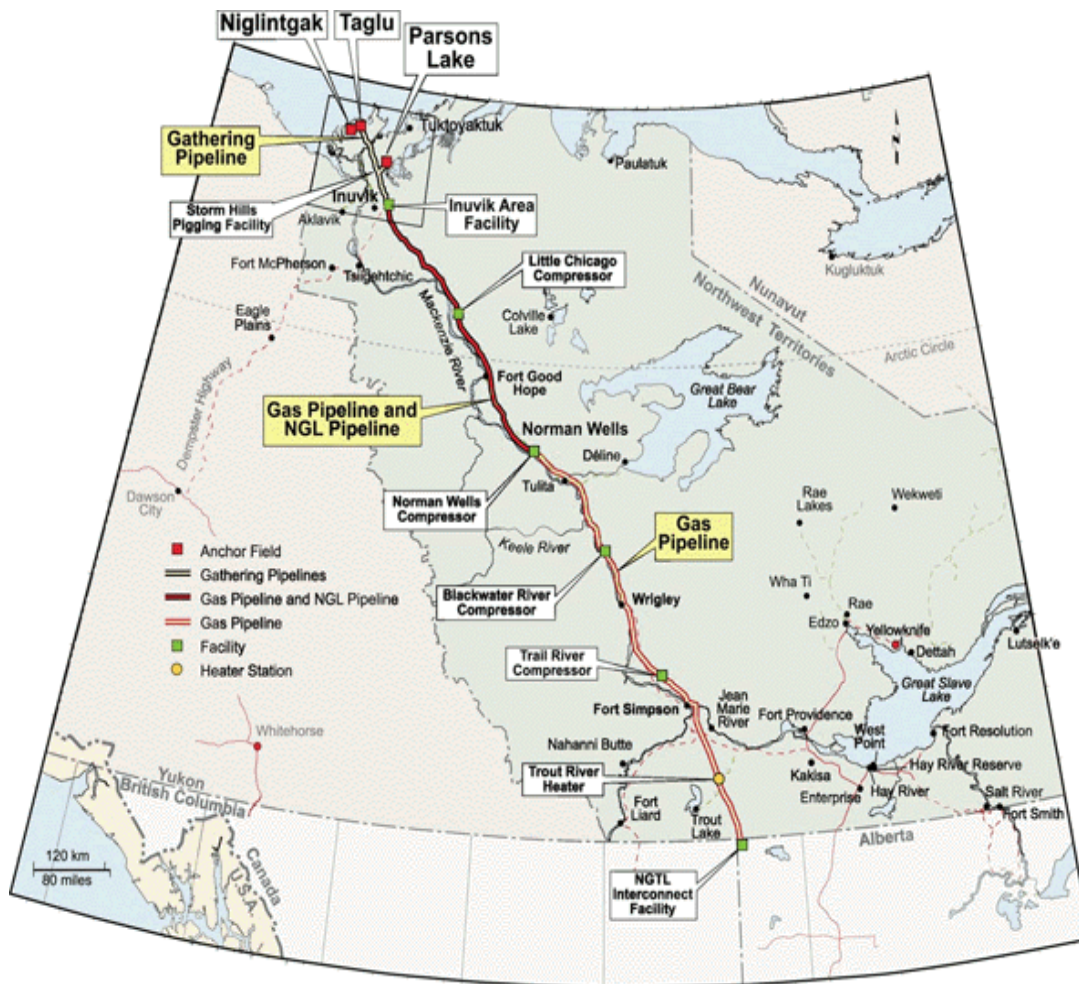 Niglintgak
Taglu
Parsons
Lake
Gathering
Pipeline
Tuktoyaktuk
Paulatuk
N
Storm Hills
Pigging Facility
Inuvik
Aklavik
Inuvik Area
Facility
Fort McPherson
Tsiigehtchic
Little Chicago
Compressor
Kugluktuk
Nunavut
Northwest Territories
Eagle
Plains
Mackenzie River
Colville
Lake
Arctic Circle
Dempster Highway
Fort Good
Hope
Great Bear
Lake
Gas Pipeline and
NGL Pipeline
Norman Wells
Déline
Dawson
City
Norman Wells
Compressor
Tulita
Rae
Lakes
Wekweti
Keele River
Gas
Pipeline
Anchor Field
Gathering Pipelines
Gas Pipeline and NGL Pipeline
Gas Pipeline
Facility
Heater Station
Blackwater River
Compressor
Wrigley
Wha Ti
Rae
Edzo
Yellowknife
Dettah
Lutselk'e
Trail River
Compressor
Great Slave
Lake
Fort Simpson
Jean
Marie
River
Fort Providence
West
Point
Fort Resolution
Whitehorse
Nahanni Butte
Kakisa
Hay River Reserve
Trout River
Heater
Enterprise
Hay River
Salt River
Fort Smith
Yukon
British Columbia
Fort
Liard
Trout
Lake
Alberta
120 km
80 miles
Canada
U.S.A.
NGTL
Interconnect
Facility